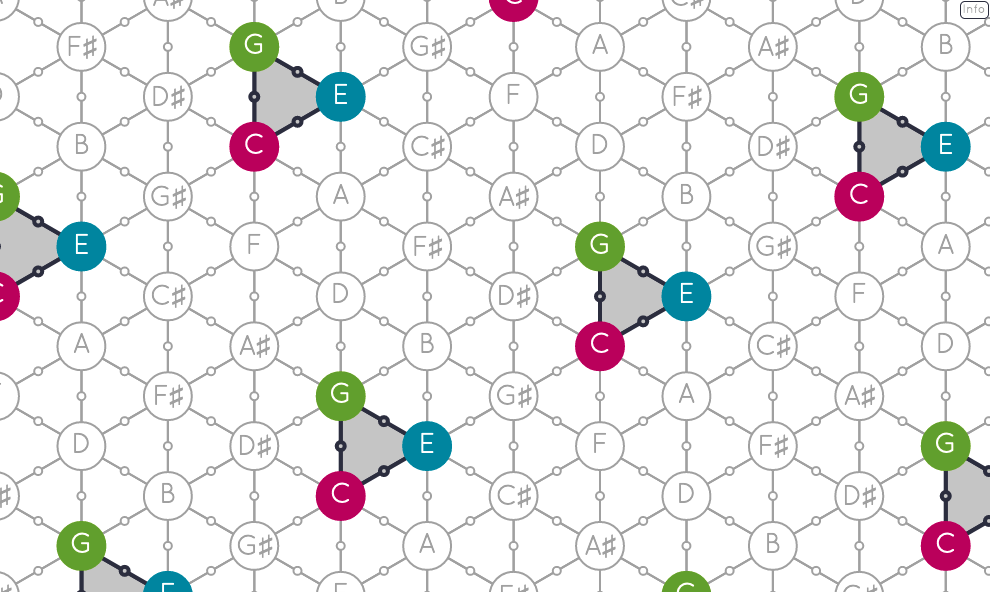 C
Info
F♯ G G♯ A A♯ B
D♯ E F F♯ G
B C C♯ D D♯ E
G G♯ A A♯ B C
E F F♯ G G♯ A
C C♯ D D♯ E F
A A♯ B C C♯ D
F♯ G G♯ A A♯
D D♯ E F F♯ G
B C C♯ D D♯
G G♯ A A♯ B C